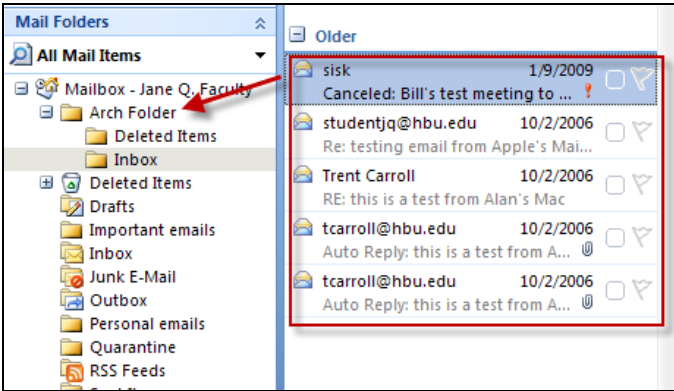 Mail Folders
All Mail Items
Mailbox - Jane Q. Faculty
Arch Folder
Deleted Items
Inbox
Deleted Items
Drafts
Important emails
Inbox
Junk E-Mail
Outbox
Personal emails
Quarantine
RSS Feeds
Older
sisk 1/9/2009
Canceled: Bill's test meeting to ...
studentjq@hbu.edu 10/2/2006
Re: testing email from Apple's Mai...
Trent Carroll 10/2/2006
RE: this is a test from Alan's Mac
tcarroll@hbu.edu 10/2/2006
Auto Reply: this is a test from A...
tcarroll@hbu.edu 10/2/2006
Auto Reply: this is a test from A...